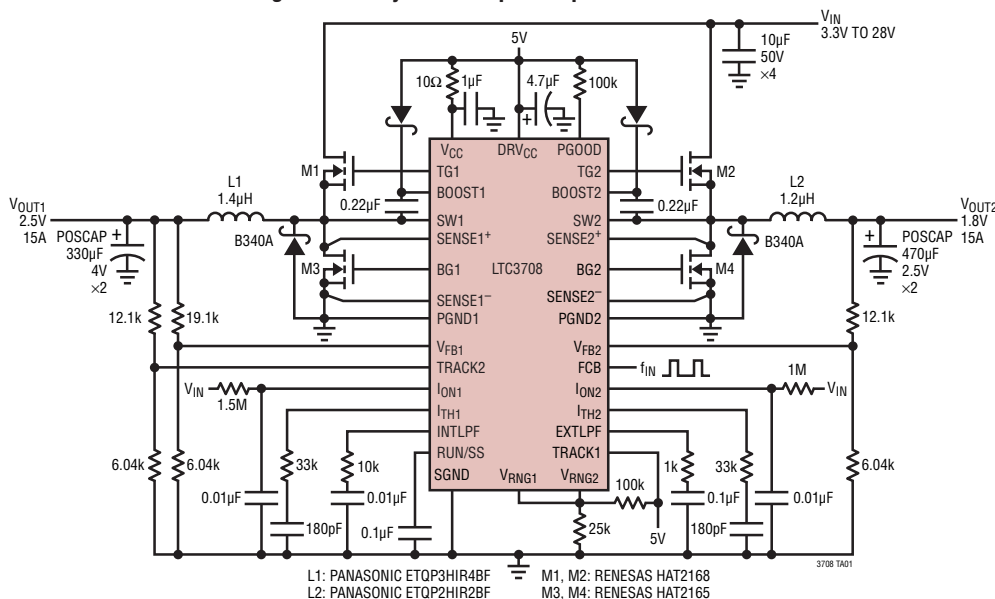 VIN
3.3V TO 28V
10µF
50V
×4
5V
10Ω
1µF
4.7µF
100k
VCC
DRVCC
PGOOD
M1
TG1
TG2
M2
BOOST1
BOOST2
L1
1.4µH
0.22µF
0.22µF
L2
1.2µH
VOUT1
2.5V
15A
SW1
SW2
VOUT2
1.8V
15A
POSCAP
330µF
4V
×2
B340A
SENSE1+
SENSE2+
B340A
POSCAP
470µF
2.5V
×2
M3
BG1
LTC3708
BG2
M4
SENSE1–
SENSE2–
12.1k
19.1k
PGND1
PGND2
12.1k
VFB1
VFB2
TRACK2
FCB
fIN
VIN
1.5M
ION1
ION2
1M
VIN
ITH1
ITH2
INTLPF
EXTLPF
RUN/SS
TRACK1
6.04k
6.04k
33k
10k
SGND
VRNG1
VRNG2
1k
33k
6.04k
100k
0.01µF
0.01µF
0.1µF
0.01µF
180pF
0.1µF
25k
5V
180pF
3708 TA01
L1: PANASONIC ETQP3HIR4BF
L2: PANASONIC ETQP2HIR2BF
M1, M2: RENESAS HAT2168
M3, M4: RENESAS HAT2165
+
+
+